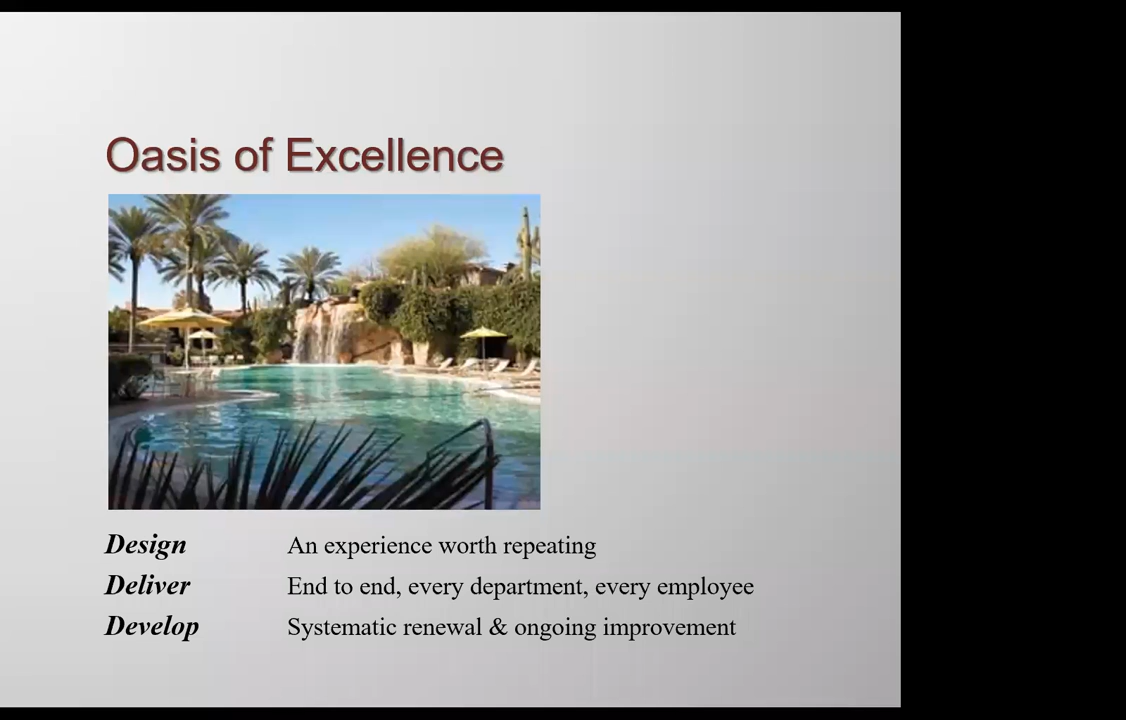 Oasis of Excellence
Design An experience worth repeating
Deliver End to end, every department, every employee
Develop Systematic renewal & ongoing improvement